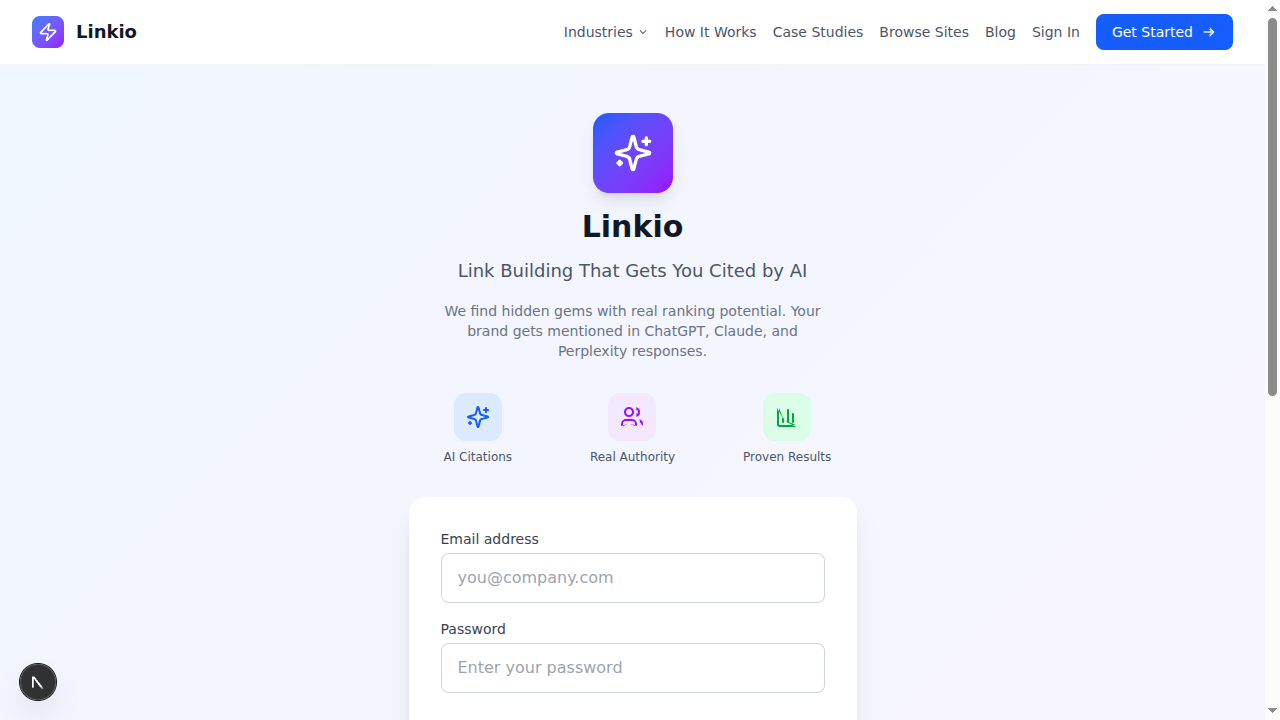 Linkio
Industries
How It Works
Case Studies
Browse Sites
Blog
Sign In
Get Started
Linkio
Link Building That Gets You Cited by AI
We find hidden gems with real ranking potential. Your
brand gets mentioned in ChatGPT, Claude, and
Perplexity responses.
AI Citations
Real Authority
Proven Results
Email address
you@company.com
Password
Enter your password